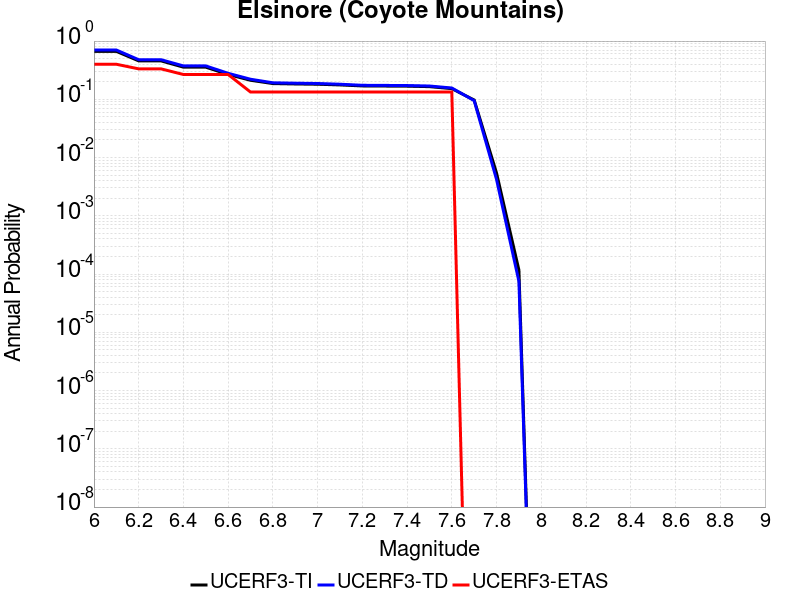 Elsinore (Coyote Mountains)
10^0
10^-1
10^-2
10^-3
10^-4
10^-5
10^-6
10^-7
10^-8
Annual Probability
6 6.2 6.4 6.6 6.8 7 7.2 7.4 7.6 7.8 8 8.2 8.4 8.6 8.8 9
Magnitude
UCERF3-TI UCERF3-TD UCERF3-ETAS